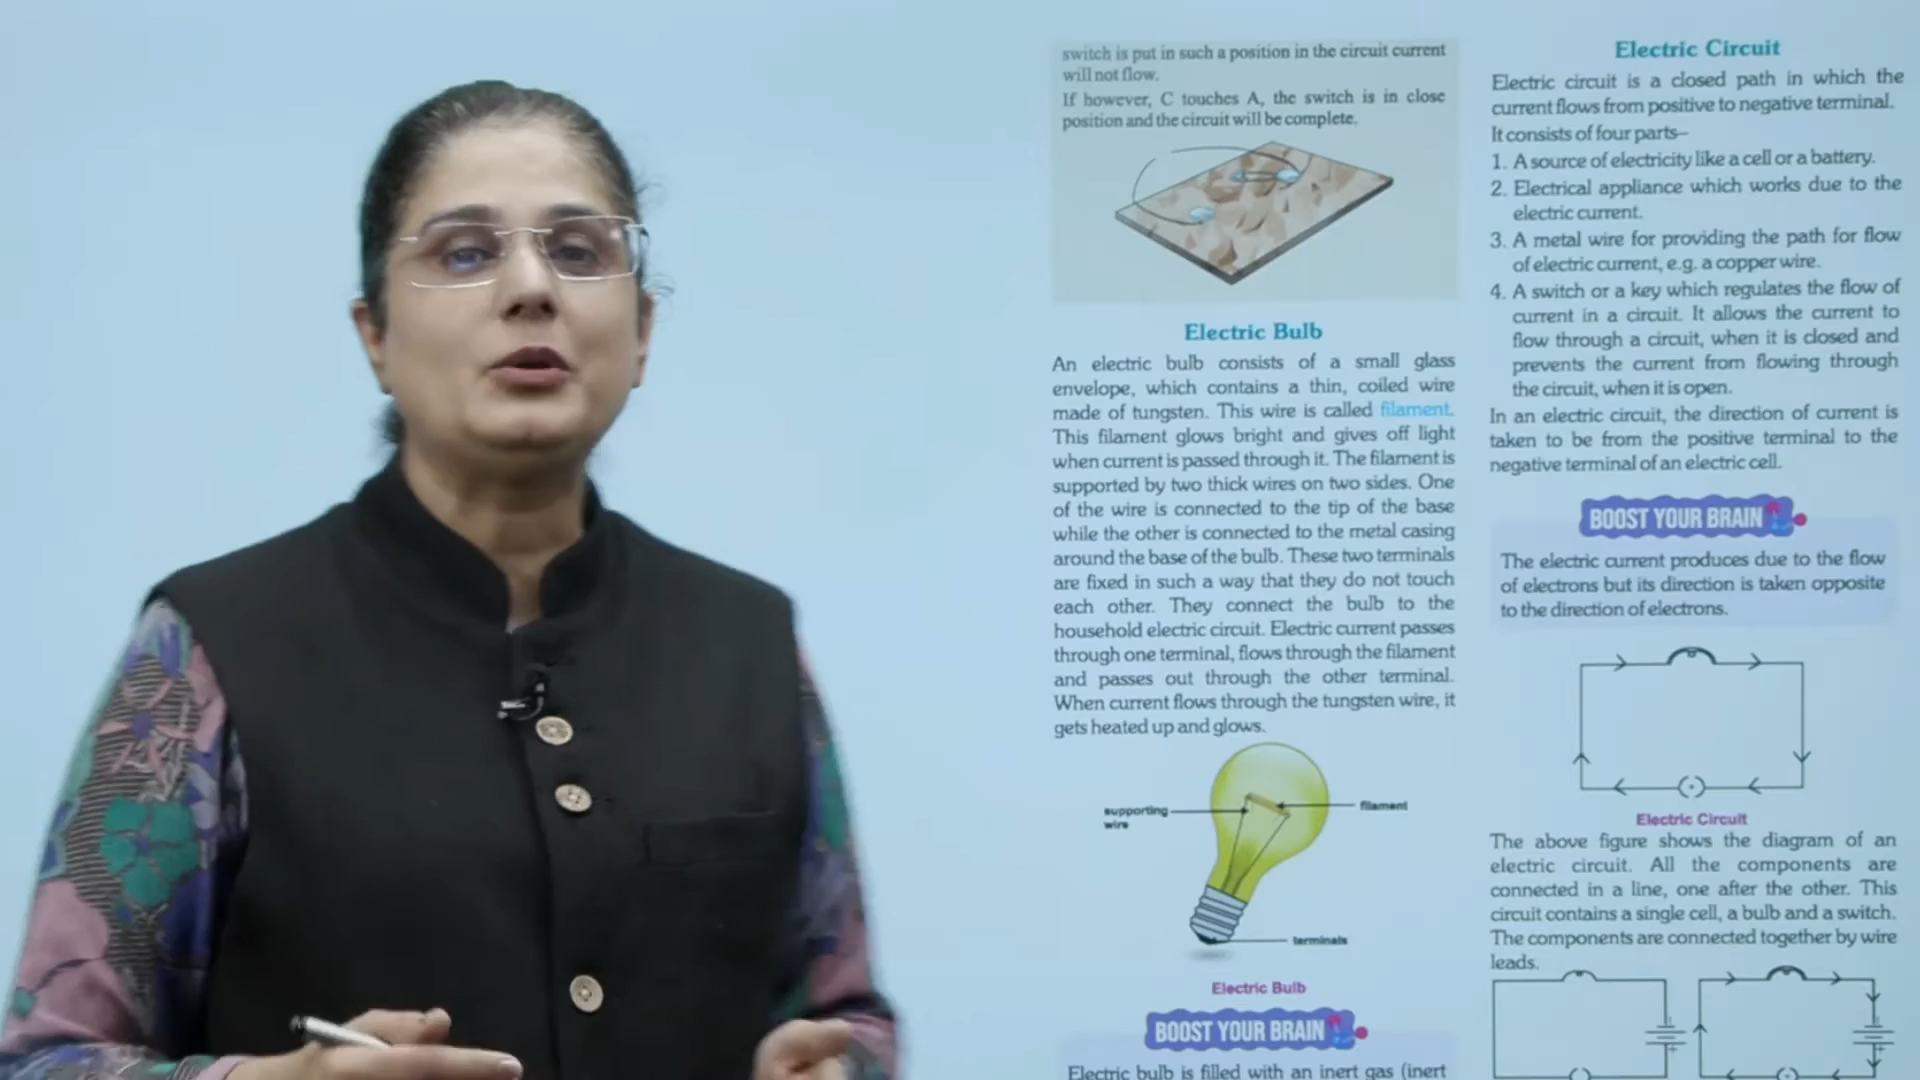 switch is put in such a position in the circuit current
will not flow.
If however, C touches A, the switch is in close
position and the circuit will be complete.
Electric Bulb
An electric bulb consists of a small glass
envelope, which contains a thin, coiled wire
made of tungsten. This wire is called filament.
This filament glows bright and gives off light
when current is passed through it. The filament is
supported by two thick wires on two sides. One
of the wire is connected to the tip of the base
while the other is connected to the metal casing
around the base of the bulb. These two terminals
are fixed in such a way that they do not touch
each other. They connect the bulb to the
household electric circuit. Electric current passes
through one terminal, flows through the filament
and passes out through the other terminal.
When current flows through the tungsten wire, it
gets heated up and glows.
supporting
wire
filament
terminals
Electric Bulb
BOOST YOUR BRAIN
Electric bulb is filled with an inert gas (inert
Electric Circuit
Electric circuit is a closed path in which the
current flows from positive to negative terminal.
It consists of four parts–
1. A source of electricity like a cell or a battery.
2. Electrical appliance which works due to the
electric current.
3. A metal wire for providing the path for flow
of electric current, e.g. a copper wire.
4. A switch or a key which regulates the flow of
current in a circuit. It allows the current to
flow through a circuit, when it is closed and
prevents the current from flowing through
the circuit, when it is open.
In an electric circuit, the direction of current is
taken to be from the positive terminal to the
negative terminal of an electric cell.
BOOST YOUR BRAIN
The electric current produces due to the flow
of electrons but its direction is taken opposite
to the direction of electrons.
Electric Circuit
The above figure shows the diagram of an
electric circuit. All the components are
connected in a line, one after the other. This
circuit contains a single cell, a bulb and a switch.
The components are connected together by wire
leads.